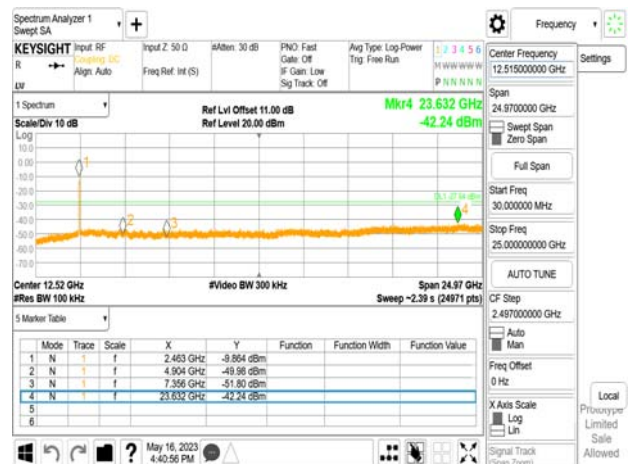 Spectrum Analyzer 1
Swept SA
Frequency
KEYSIGHT Input: RF Input Z: 50 Ω #Atten: 30 dB PNO: Fast Avg Type: Log-Power 1 2 3 4 5 6
R Coupling: DC Gate: Off Trig: Free Run M W W W W W
Align: Auto Freq Ref: Int (S) IF Gain: Low P N N N N N
Sig Track: Off
LXI
1 Spectrum
Scale/Div 10 dB
Log
Ref Lvl Offset 11.00 dB
Ref Level 20.00 dBm
Mkr4 23.632 GHz
-42.24 dBm
10.0
0.00
-10.0
-20.0
-30.0
-40.0
-50.0
-60.0
-70.0
1
2
3
4
Center 12.52 GHz #Video BW 300 kHz Span 24.97 GHz
#Res BW 100 kHz Sweep ~2.39 s (24971 pts)
5 Marker Table
Mode Trace Scale X Y Function Function Width Function Value
1 N 1 f 2.463 GHz -9.864 dBm
2 N 1 f 4.904 GHz -49.98 dBm
3 N 1 f 7.356 GHz -51.80 dBm
4 N 1 f 23.632 GHz -42.24 dBm
5
6
?
May 16, 2023
4:40:56 PM
Center Frequency
12.515000000 GHz
Settings
Span
24.9700000 GHz
Swept Span
Zero Span
Full Span
Start Freq
30.000000 MHz
Stop Freq
25.000000000 GHz
AUTO TUNE
CF Step
2.497000000 GHz
Auto
Man
Freq Offset
0 Hz
X Axis Scale
Log
Lin
Signal Track
(Span Zoom)
Local
Prototype
Limited
Sale
Allowed